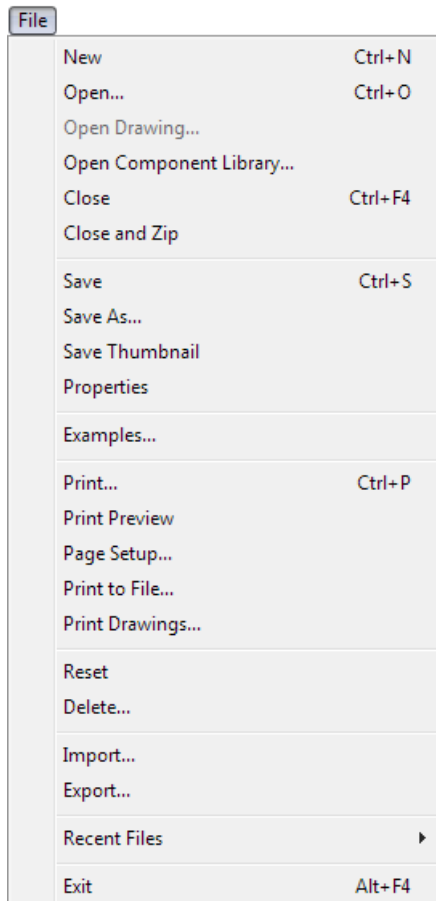 File
New Ctrl+N
Open... Ctrl+O
Open Drawing...
Open Component Library...
Close Ctrl+F4
Close and Zip
Save Ctrl+S
Save As...
Save Thumbnail
Properties
Examples...
Print... Ctrl+P
Print Preview
Page Setup...
Print to File...
Print Drawings...
Reset
Delete...
Import...
Export...
Recent Files
Exit Alt+F4